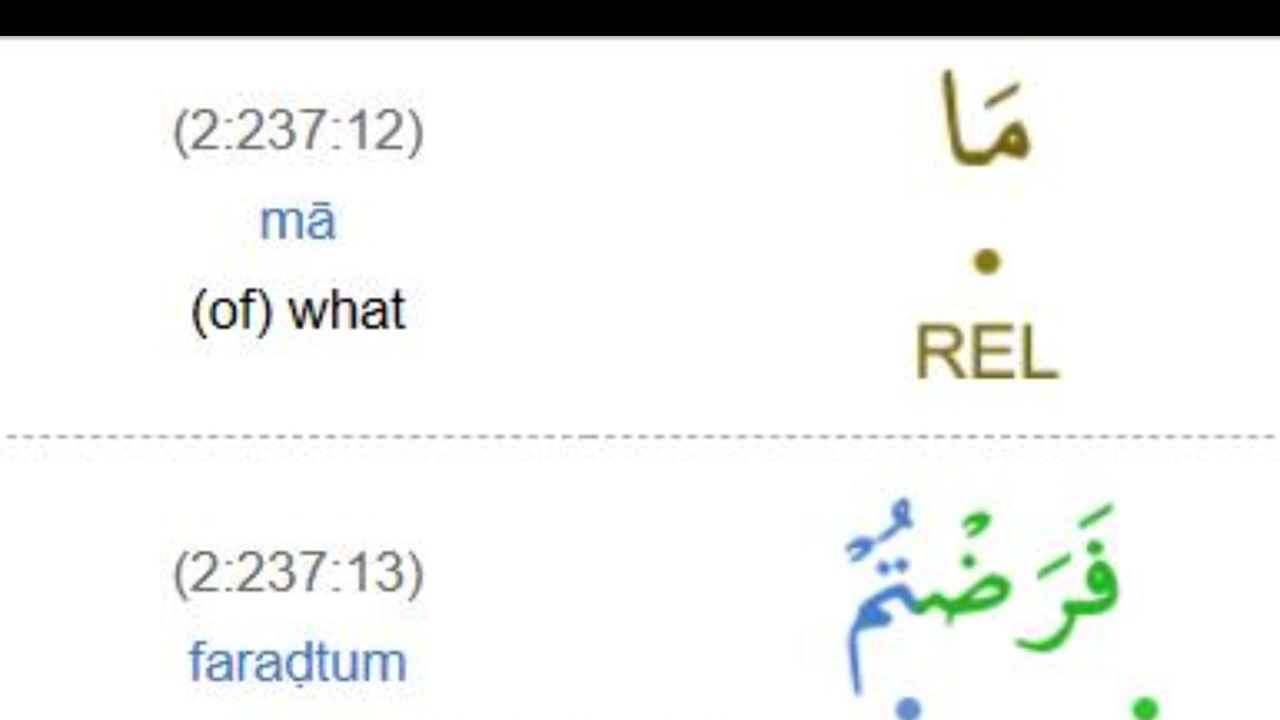 (2:237:12)
mā
(of) what
مَا
REL
(2:237:13)
faraḍtum
فَرَضْتُمْ